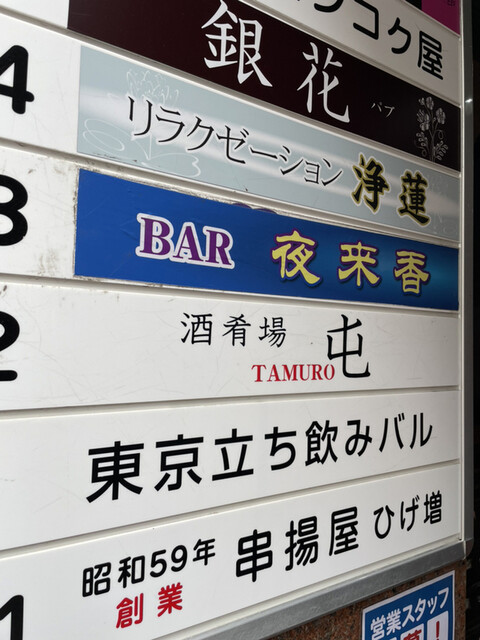 コク屋
4
銀花 パブ
リラクゼーション 浄蓮
3
BAR 夜来香
2
酒肴場 屯
TAMURO
東京立ち飲みバル
1
昭和59年 創業 串揚屋 ひげ増
営業スタッフ